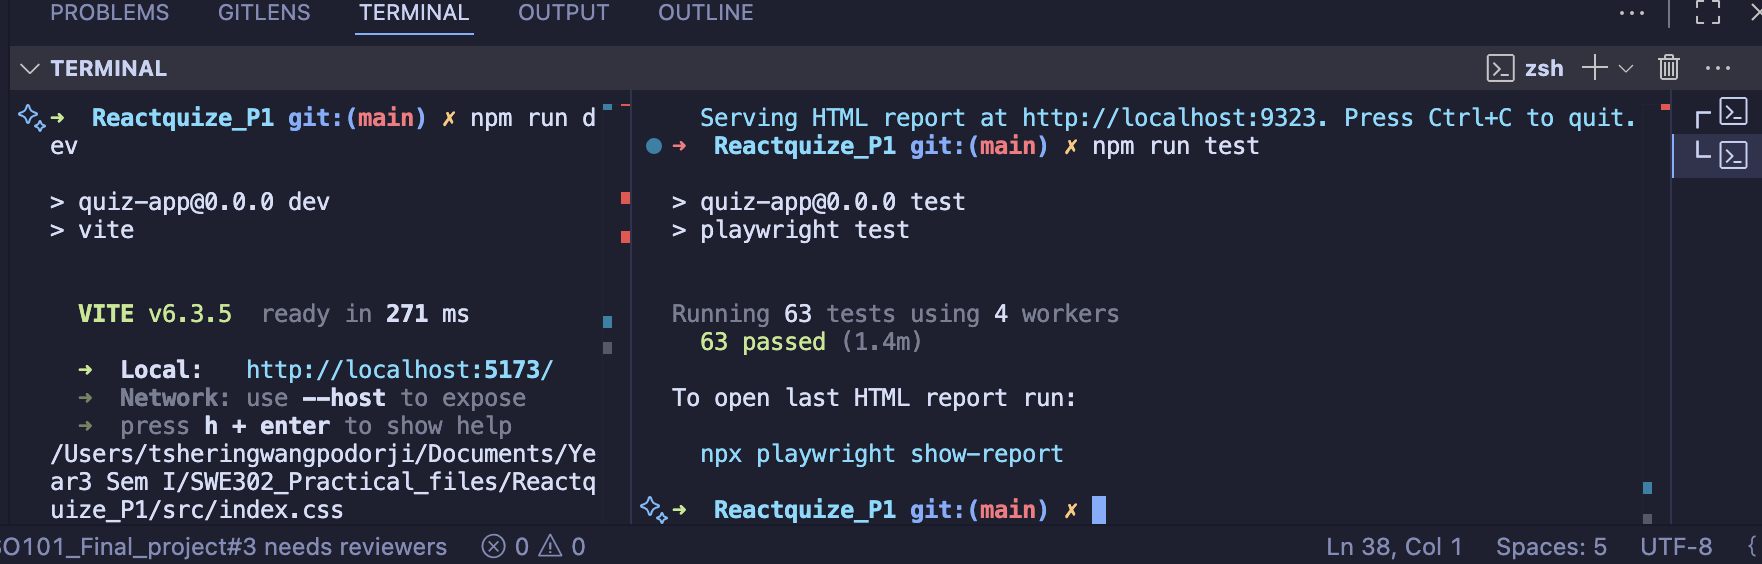 PROBLEMS GITLENS TERMINAL OUTPUT OUTLINE
TERMINAL
zsh
➜ Reactquize_P1 git:(main) ✗ npm run d
ev
> quiz-app@0.0.0 dev
> vite
VITE v6.3.5 ready in 271 ms
➜ Local: http://localhost:5173/
➜ Network: use --host to expose
➜ press h + enter to show help
/Users/tsheringwangpodorji/Documents/Ye
ar3 Sem I/SWE302_Practical_files/Reactq
uize_P1/src/index.css
Serving HTML report at http://localhost:9323. Press Ctrl+C to quit.
➜ Reactquize_P1 git:(main) ✗ npm run test
> quiz-app@0.0.0 test
> playwright test
Running 63 tests using 4 workers
63 passed (1.4m)
To open last HTML report run:
npx playwright show-report
➜ Reactquize_P1 git:(main) ✗
O101_Final_project#3 needs reviewers 0 0 Ln 38, Col 1 Spaces: 5 UTF-8 {